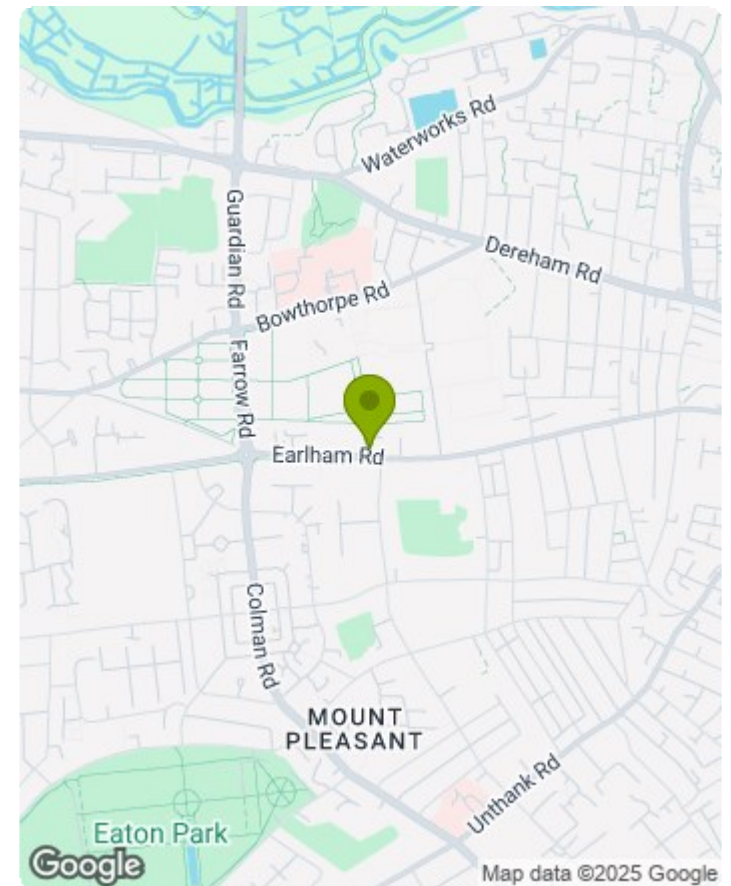 Waterworks Rd
Guardian Rd
Dereham Rd
Bowthorpe Rd
Farrow Rd
Earlham Rd
Colman Rd
MOUNT
PLEASANT
Unthank Rd
Eaton Park
Google
Map data ©2025 Google